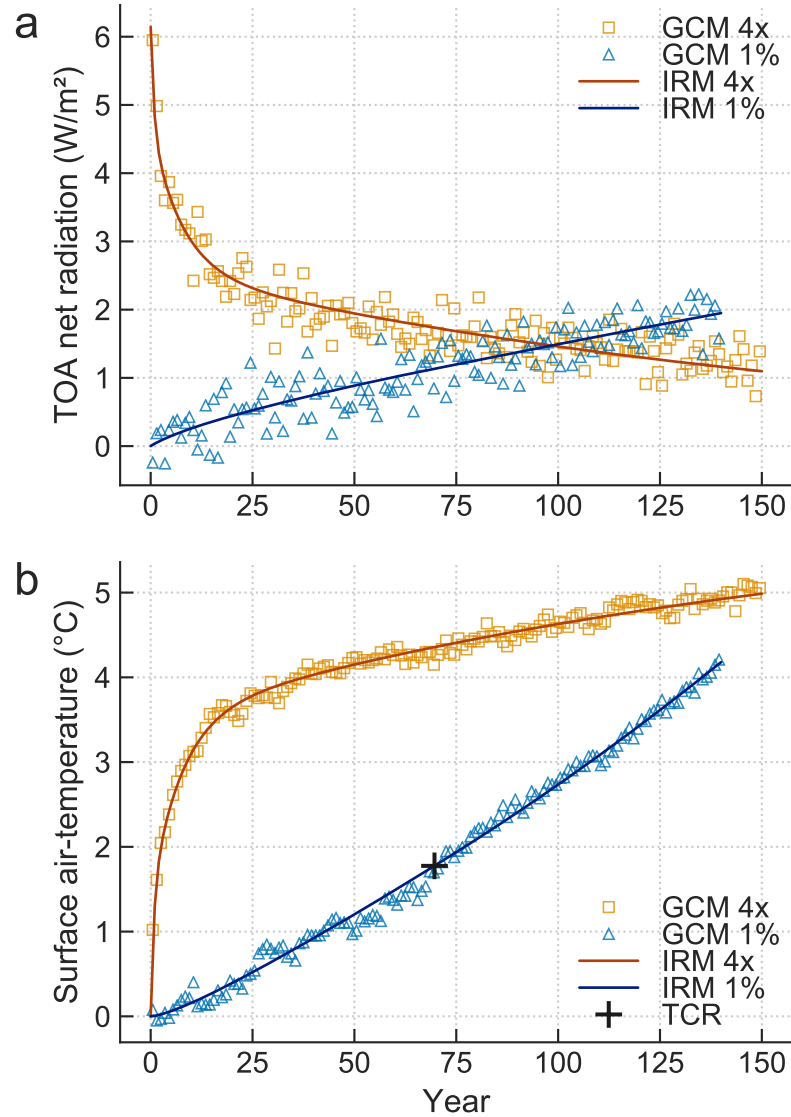 a
TOA net radiation (W/m²)
6
5
4
3
2
1
0
GCM 4x
GCM 1%
IRM 4x
IRM 1%
0 25 50 75 100 125 150
b
Surface air-temperature (°C)
5
4
3
2
1
0
GCM 4x
GCM 1%
IRM 4x
IRM 1%
TCR
0 25 50 75 100 125 150
Year